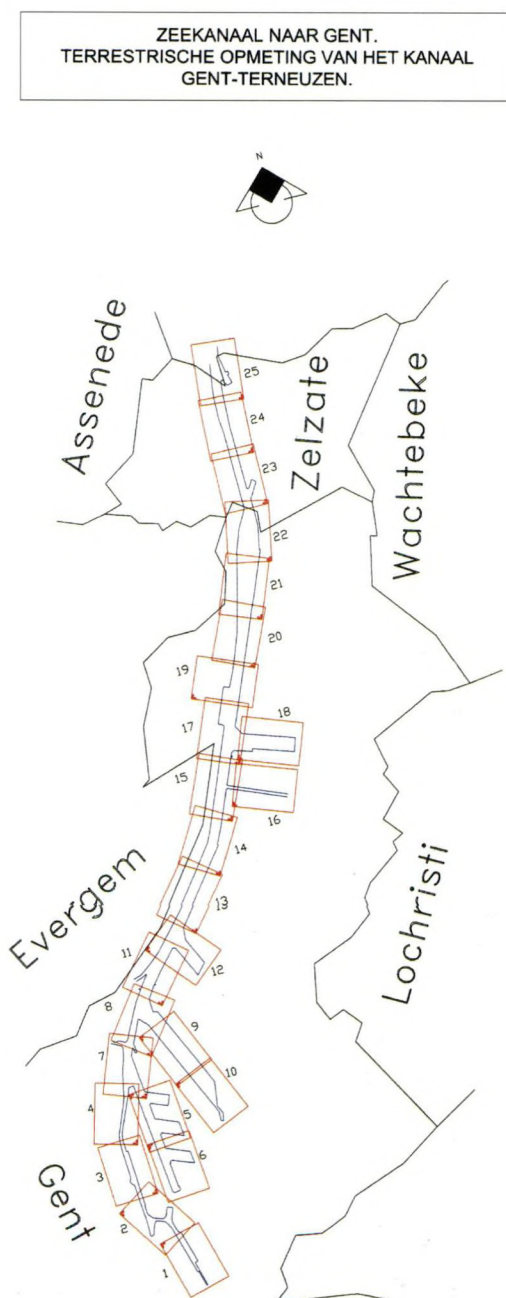 ZEEKANAAL NAAR GENT.
TERRESTRISCHE OPMETING VAN HET KANAAL
GENT-TERNEUZEN.
N
Assenede
Zelzate
Wachtebeke
25
24
23
22
21
20
19
18
17
15
16
14
13
Evergem
Lochristi
11
12
8
9
7
10
4
5
6
3
Gent
2
1